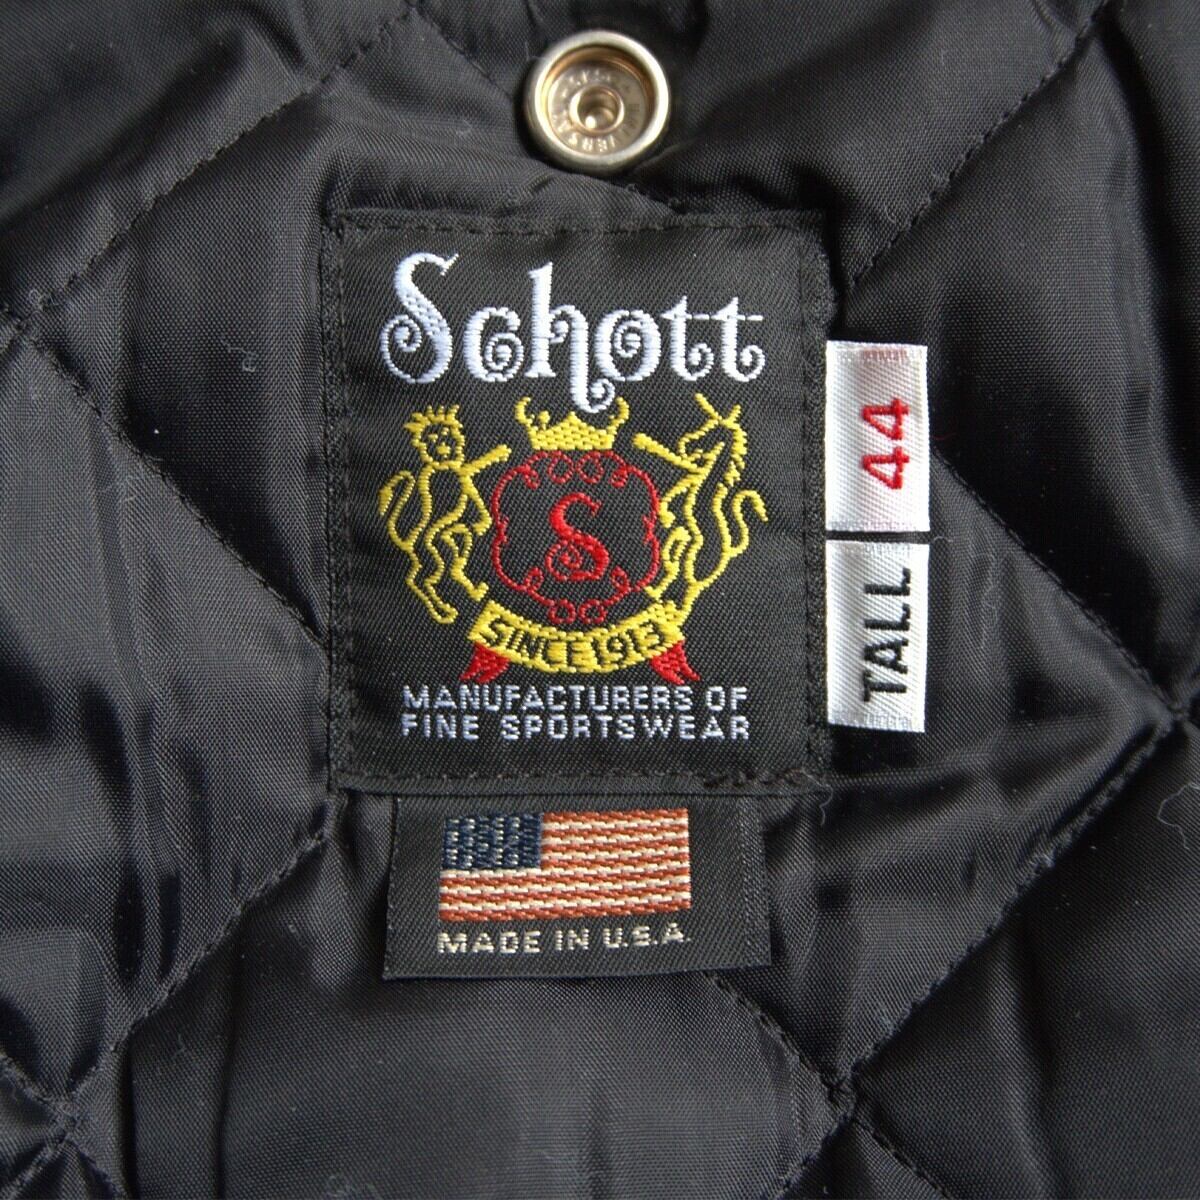 Schott
S
SINCE 1913
MANUFACTURERS OF
FINE SPORTSWEAR
44
TALL
MADE IN U.S.A.